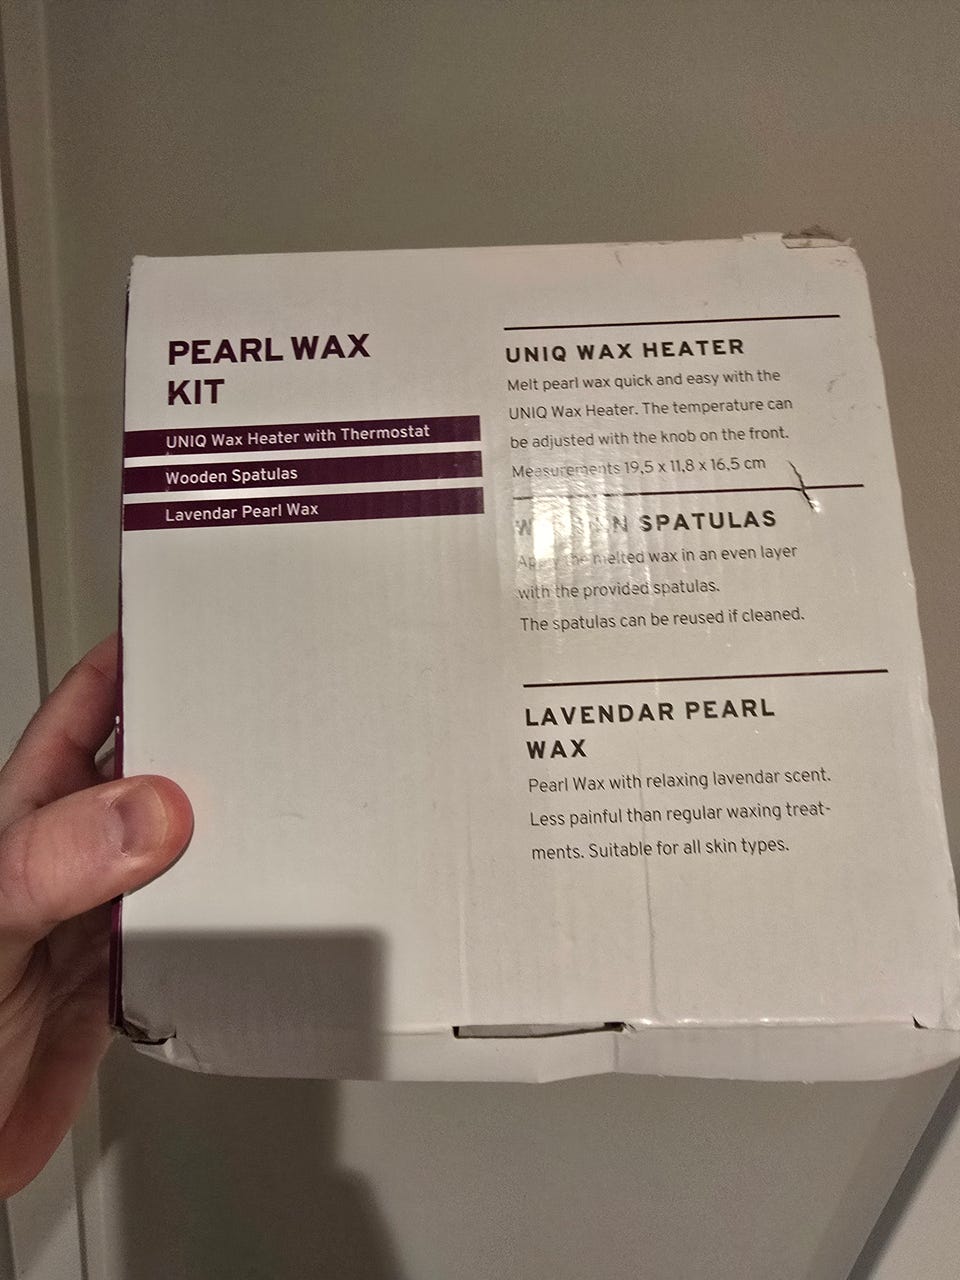 PEARL WAX
KIT
UNIQ Wax Heater with Thermostat
Wooden Spatulas
Lavendar Pearl Wax
UNIQ WAX HEATER
Melt pearl wax quick and easy with the
UNIQ Wax Heater. The temperature can
be adjusted with the knob on the front.
Measurements 19,5 x 11,8 x 16,5 cm
WOODEN SPATULAS
Apply the melted wax in an even layer
with the provided spatulas.
The spatulas can be reused if cleaned.
LAVENDAR PEARL
WAX
Pearl Wax with relaxing lavendar scent.
Less painful than regular waxing treat-
ments. Suitable for all skin types.